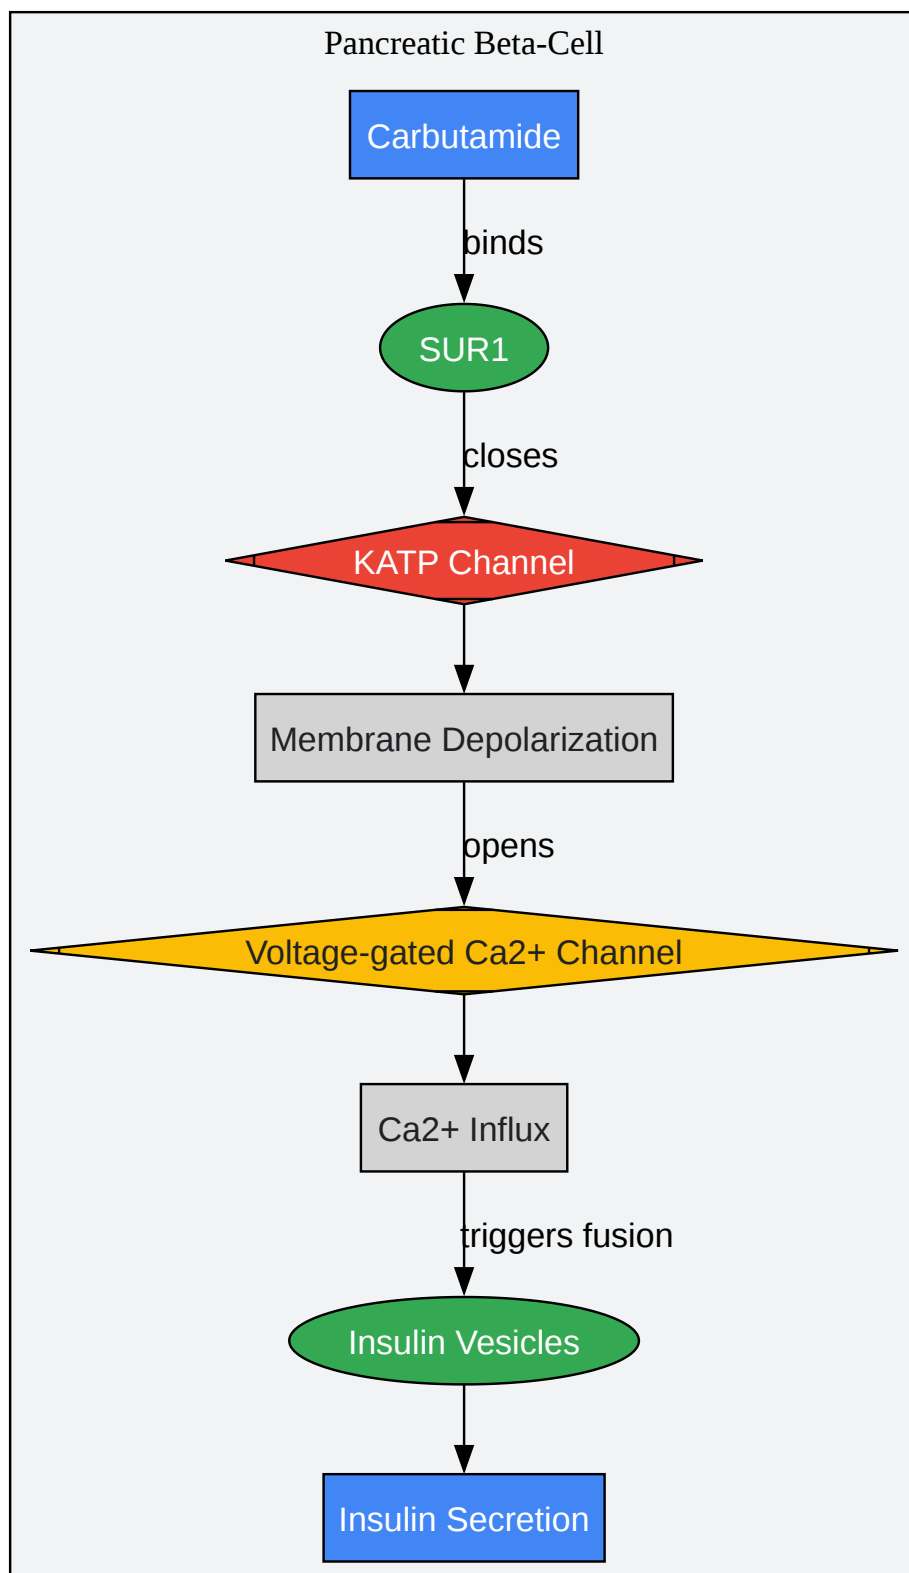 Pancreatic Beta-Cell
Carbutamide
binds
SUR1
closes
KATP Channel
Membrane Depolarization
opens
Voltage-gated Ca2+ Channel
Ca2+ Influx
triggers fusion
Insulin Vesicles
Insulin Secretion